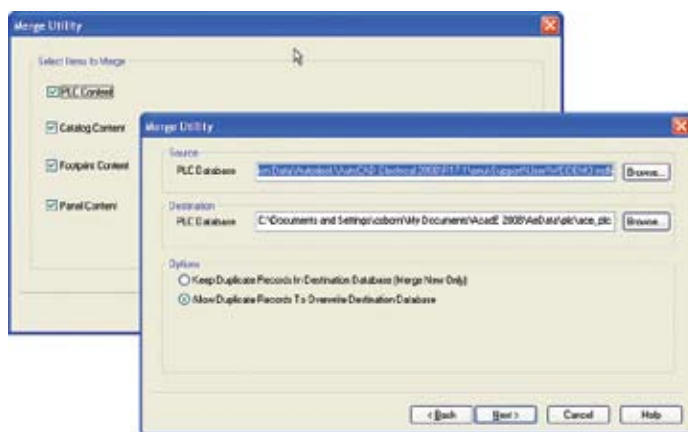 Merge Utility
Select Items to Merge
PLC Content
Catalog Content
Footprint Content
Panel Content
Merge Utility
Source
PLC Database
Browse...
Destination
PLC Database C:\Documents and Settings\osborn\My Documents\AcadE 2008\AeData\plc\ace_plc Browse...
Options
Keep Duplicate Records In Destination Database (Merge New Only)
Allow Duplicate Records To Overwrite Destination Database
< Back Next > Cancel Help